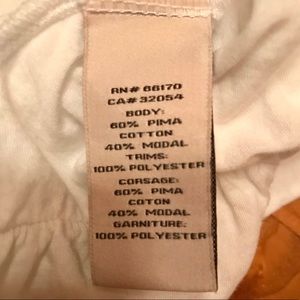 RN# 66170
CA# 32054
BODY:
60% PIMA
COTTON
40% MODAL
TRIMS:
100% POLYESTER
CORSAGE:
60% PIMA
COTON
40% MODAL
GARNITURE:
100% POLYESTER